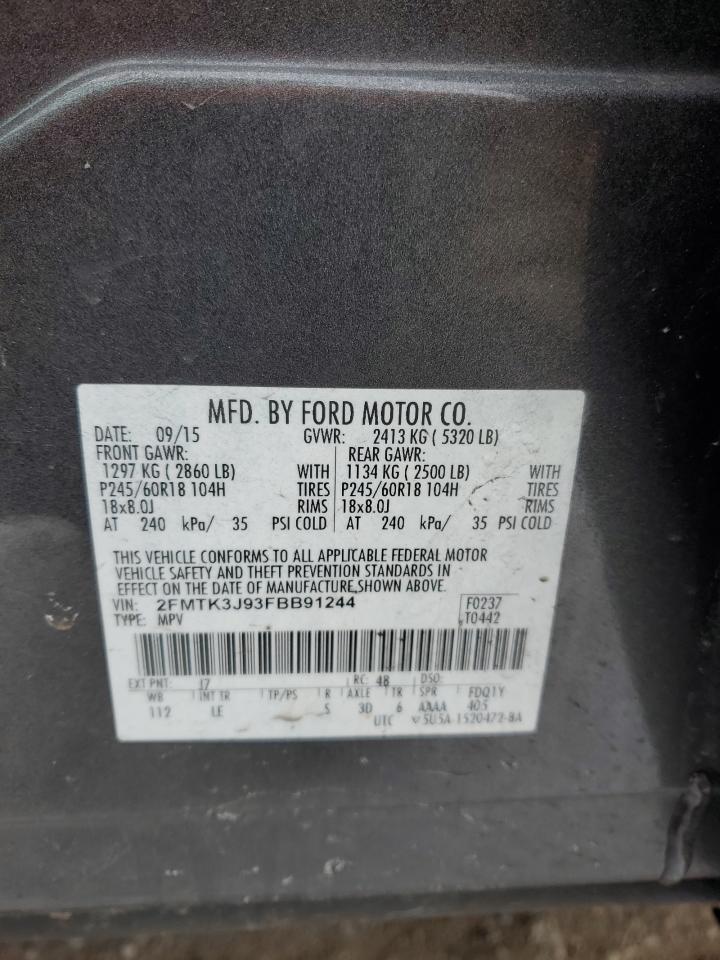 MFD. BY FORD MOTOR CO.
DATE: 09/15 GVWR: 2413 KG ( 5320 LB)
FRONT GAWR: REAR GAWR:
1297 KG ( 2860 LB) WITH 1134 KG ( 2500 LB) WITH
P245/60R18 104H TIRES P245/60R18 104H TIRES
18x8.0J RIMS 18x8.0J RIMS
AT 240 kPa/ 35 PSI COLD AT 240 kPa/ 35 PSI COLD
THIS VEHICLE CONFORMS TO ALL APPLICABLE FEDERAL MOTOR
VEHICLE SAFETY AND THEFT PREVENTION STANDARDS IN
EFFECT ON THE DATE OF MANUFACTURE,SHOWN ABOVE.
VIN: 2FMTK3J93FBB91244 F0237
TYPE: MPV T0442
EXT PNT: J7 RC: 48 DSO:
WB INT TR TP/PS R AXLE TR SPR FDQ1Y
112 LE S 3D 6 AAAA 405
UTC 5U5A 1520472-BA